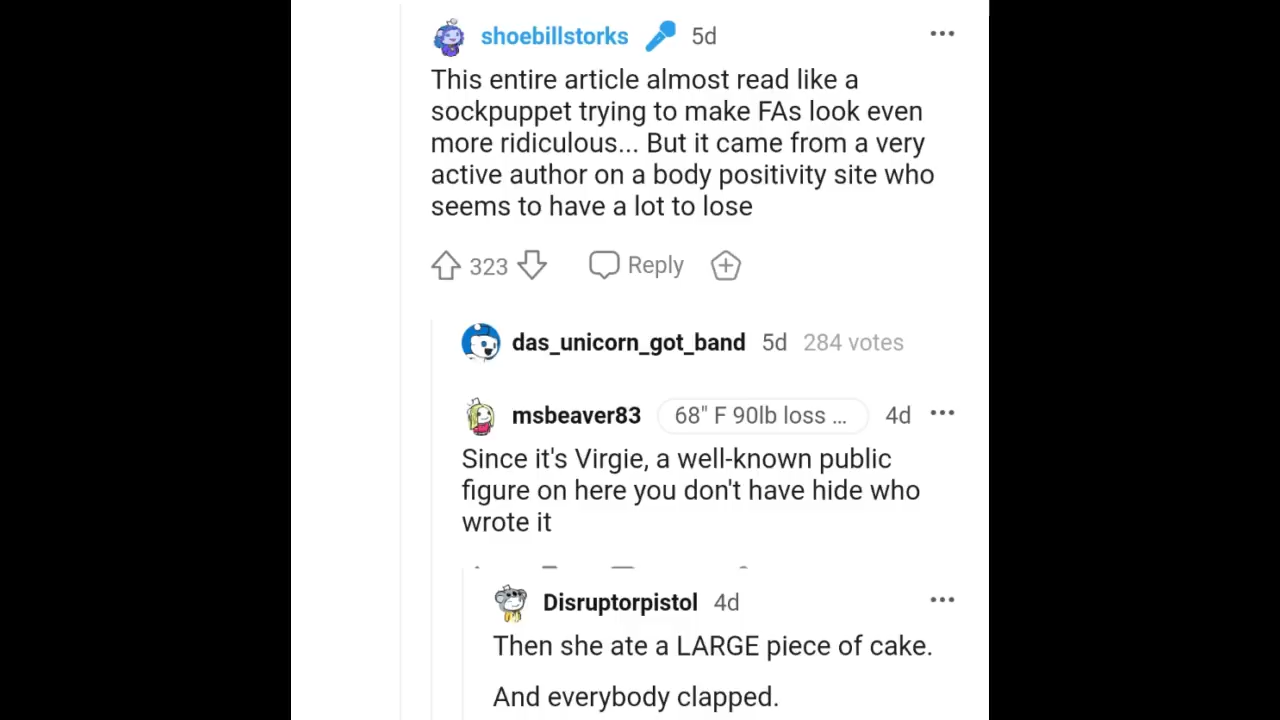 shoebillstorks 5d
This entire article almost read like a
sockpuppet trying to make FAs look even
more ridiculous... But it came from a very
active author on a body positivity site who
seems to have a lot to lose
323 Reply
das_unicorn_got_band 5d 284 votes
msbeaver83 68" F 90lb loss ... 4d
Since it's Virgie, a well-known public
figure on here you don't have hide who
wrote it
Disruptorpistol 4d
Then she ate a LARGE piece of cake.
And everybody clapped.